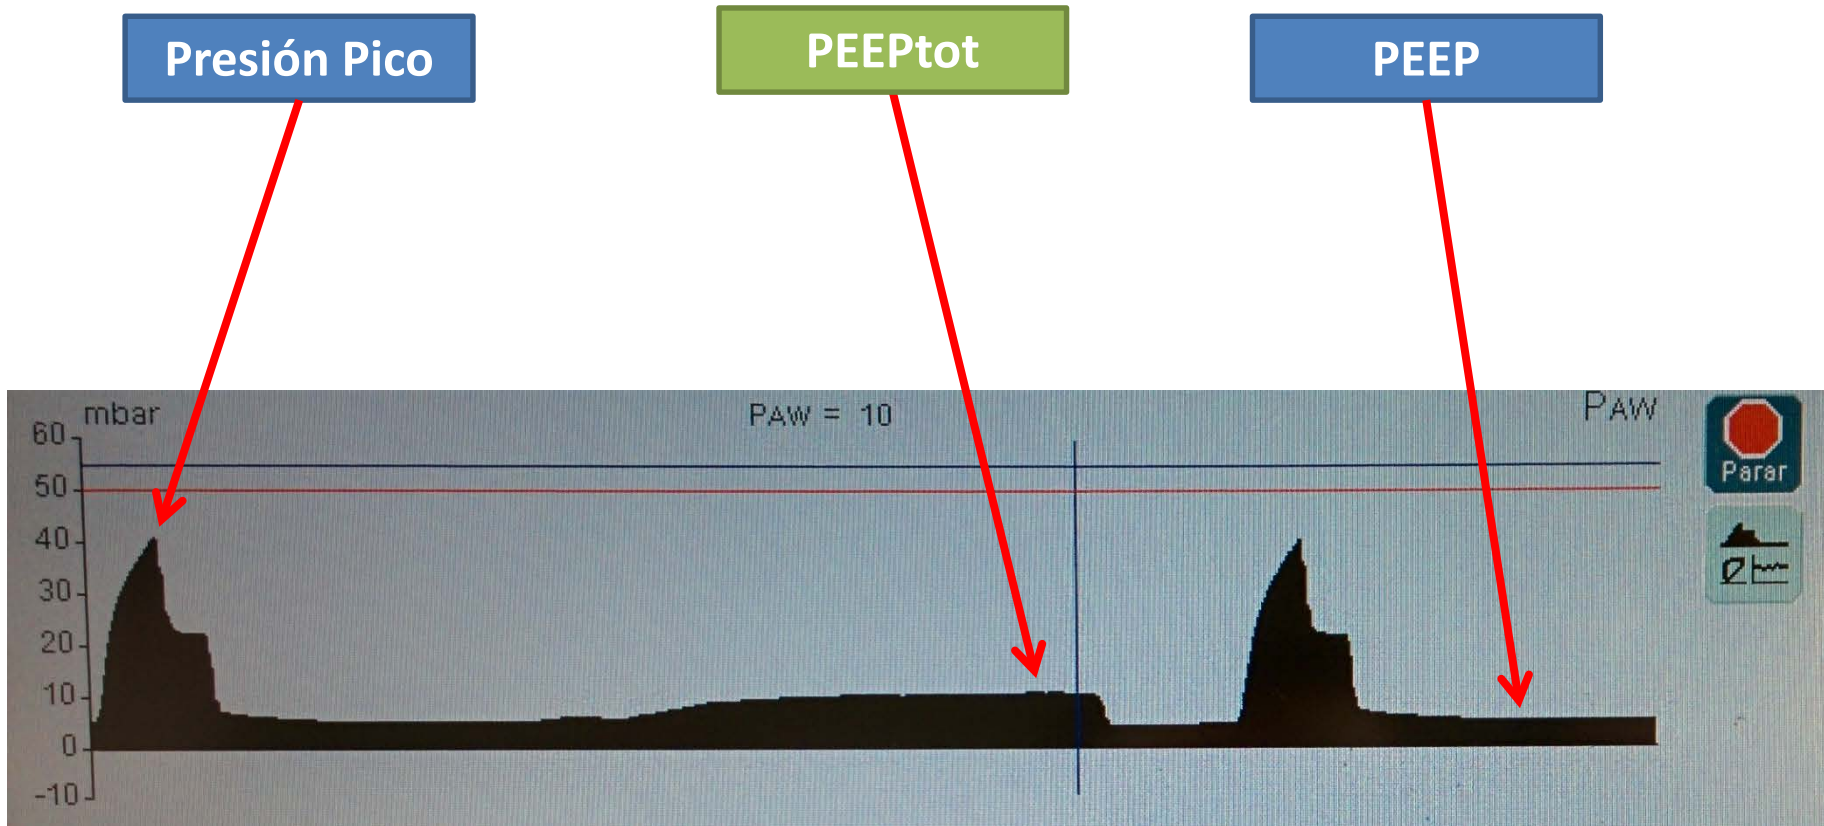 Presión Pico
PEEPtot
PEEP
mbar
PAW = 10
PAW
60
50
40
30
20
10
0
-10
Parar